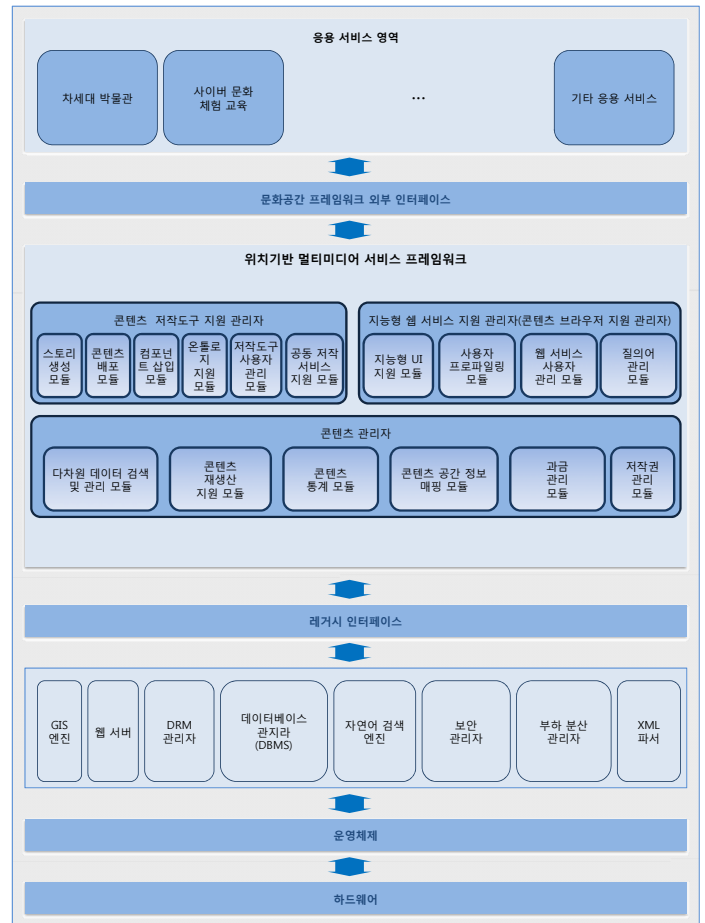 응용 서비스 영역
차세대 박물관
사이버 문화
체험 교육
...
기타 응용 서비스
문화공간 프레임워크 외부 인터페이스
위치기반 멀티미디어 서비스 프레임워크
콘텐츠 저작도구 지원 관리자
스토리
생성
모듈
콘텐츠
배포
모듈
컴포넌
트 삽입
모듈
온톨로
지
지원
모듈
저작도구
사용자
관리
모듈
공동 저작
서비스
지원 모듈
지능형 쉘 서비스 지원 관리자(콘텐츠 브라우저 지원 관리자)
지능형 UI
지원 모듈
사용자
프로파일링
모듈
웹 서비스
사용자
관리 모듈
질의어
관리
모듈
콘텐츠 관리자
다차원 데이터 검색
및 관리 모듈
콘텐츠
재생산
지원 모듈
콘텐츠
통계 모듈
콘텐츠 공간 정보
매핑 모듈
과금
관리
모듈
저작권
관리
모듈
레거시 인터페이스
GIS
엔진
웹 서버
DRM
관리자
데이터베이스
관지라
(DBMS)
자연어 검색
엔진
보안
관리자
부하 분산
관리자
XML
파서
운영체제
하드웨어